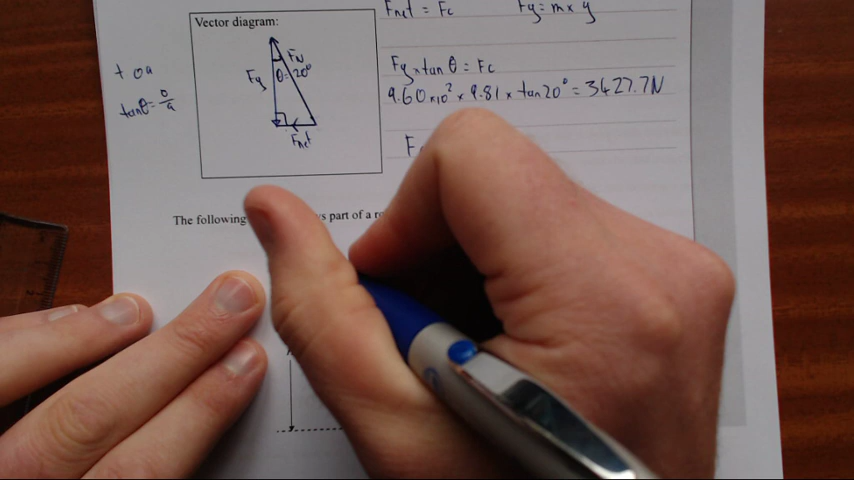 Fnet = Fc
Fg = m x g
Vector diagram:
t oa
tanθ = o/a
Fg
FN
θ = 20°
Fnet
Fg x tan θ = Fc
9.60 x10² x 9.81 x tan 20° = 3427.7N
F
The following
ws part of a r